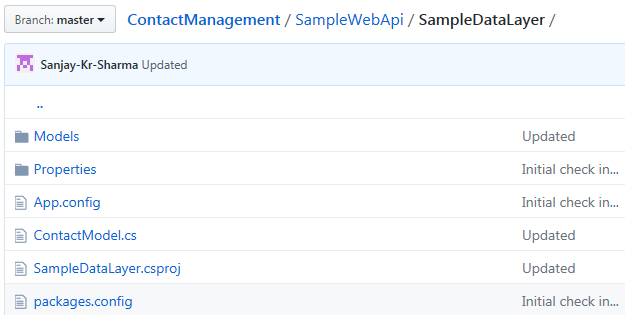 Branch: master ContactManagement / SampleWebApi / SampleDataLayer /
Sanjay-Kr-Sharma Updated
..
Models Updated
Properties Initial check in...
App.config Initial check in...
ContactModel.cs Updated
SampleDataLayer.csproj Updated
packages.config Initial check in...